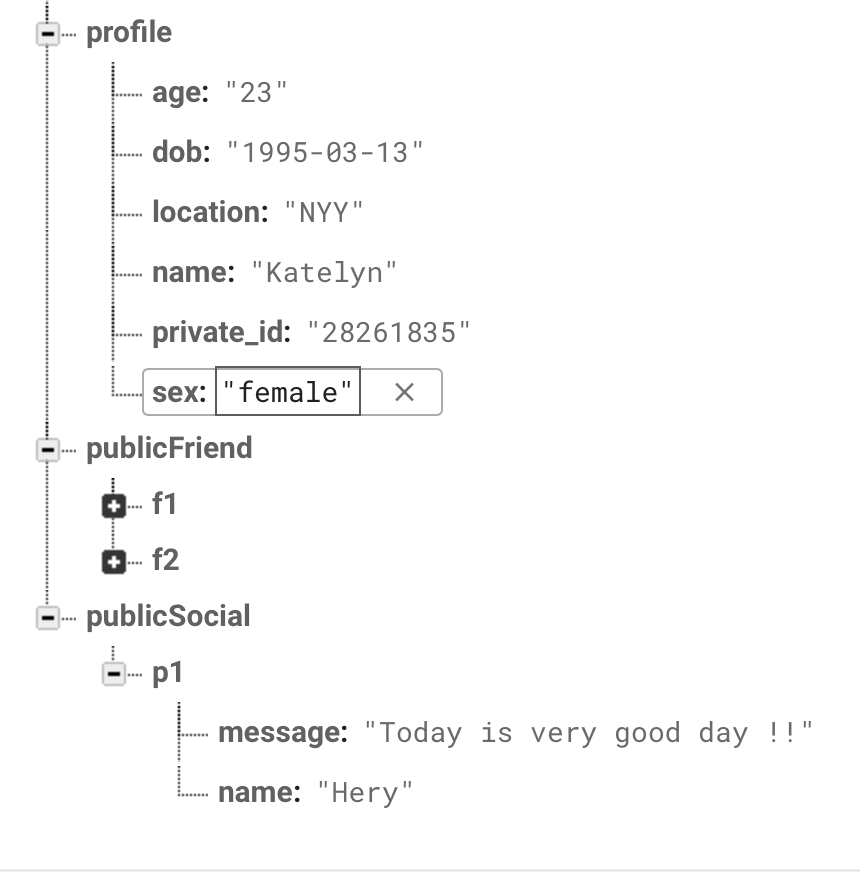 profile
age: "23"
dob: "1995-03-13"
location: "NYY"
name: "Katelyn"
private_id: "28261835"
sex: "female" ×
publicFriend
f1
f2
publicSocial
p1
message: "Today is very good day !!"
name: "Hery"